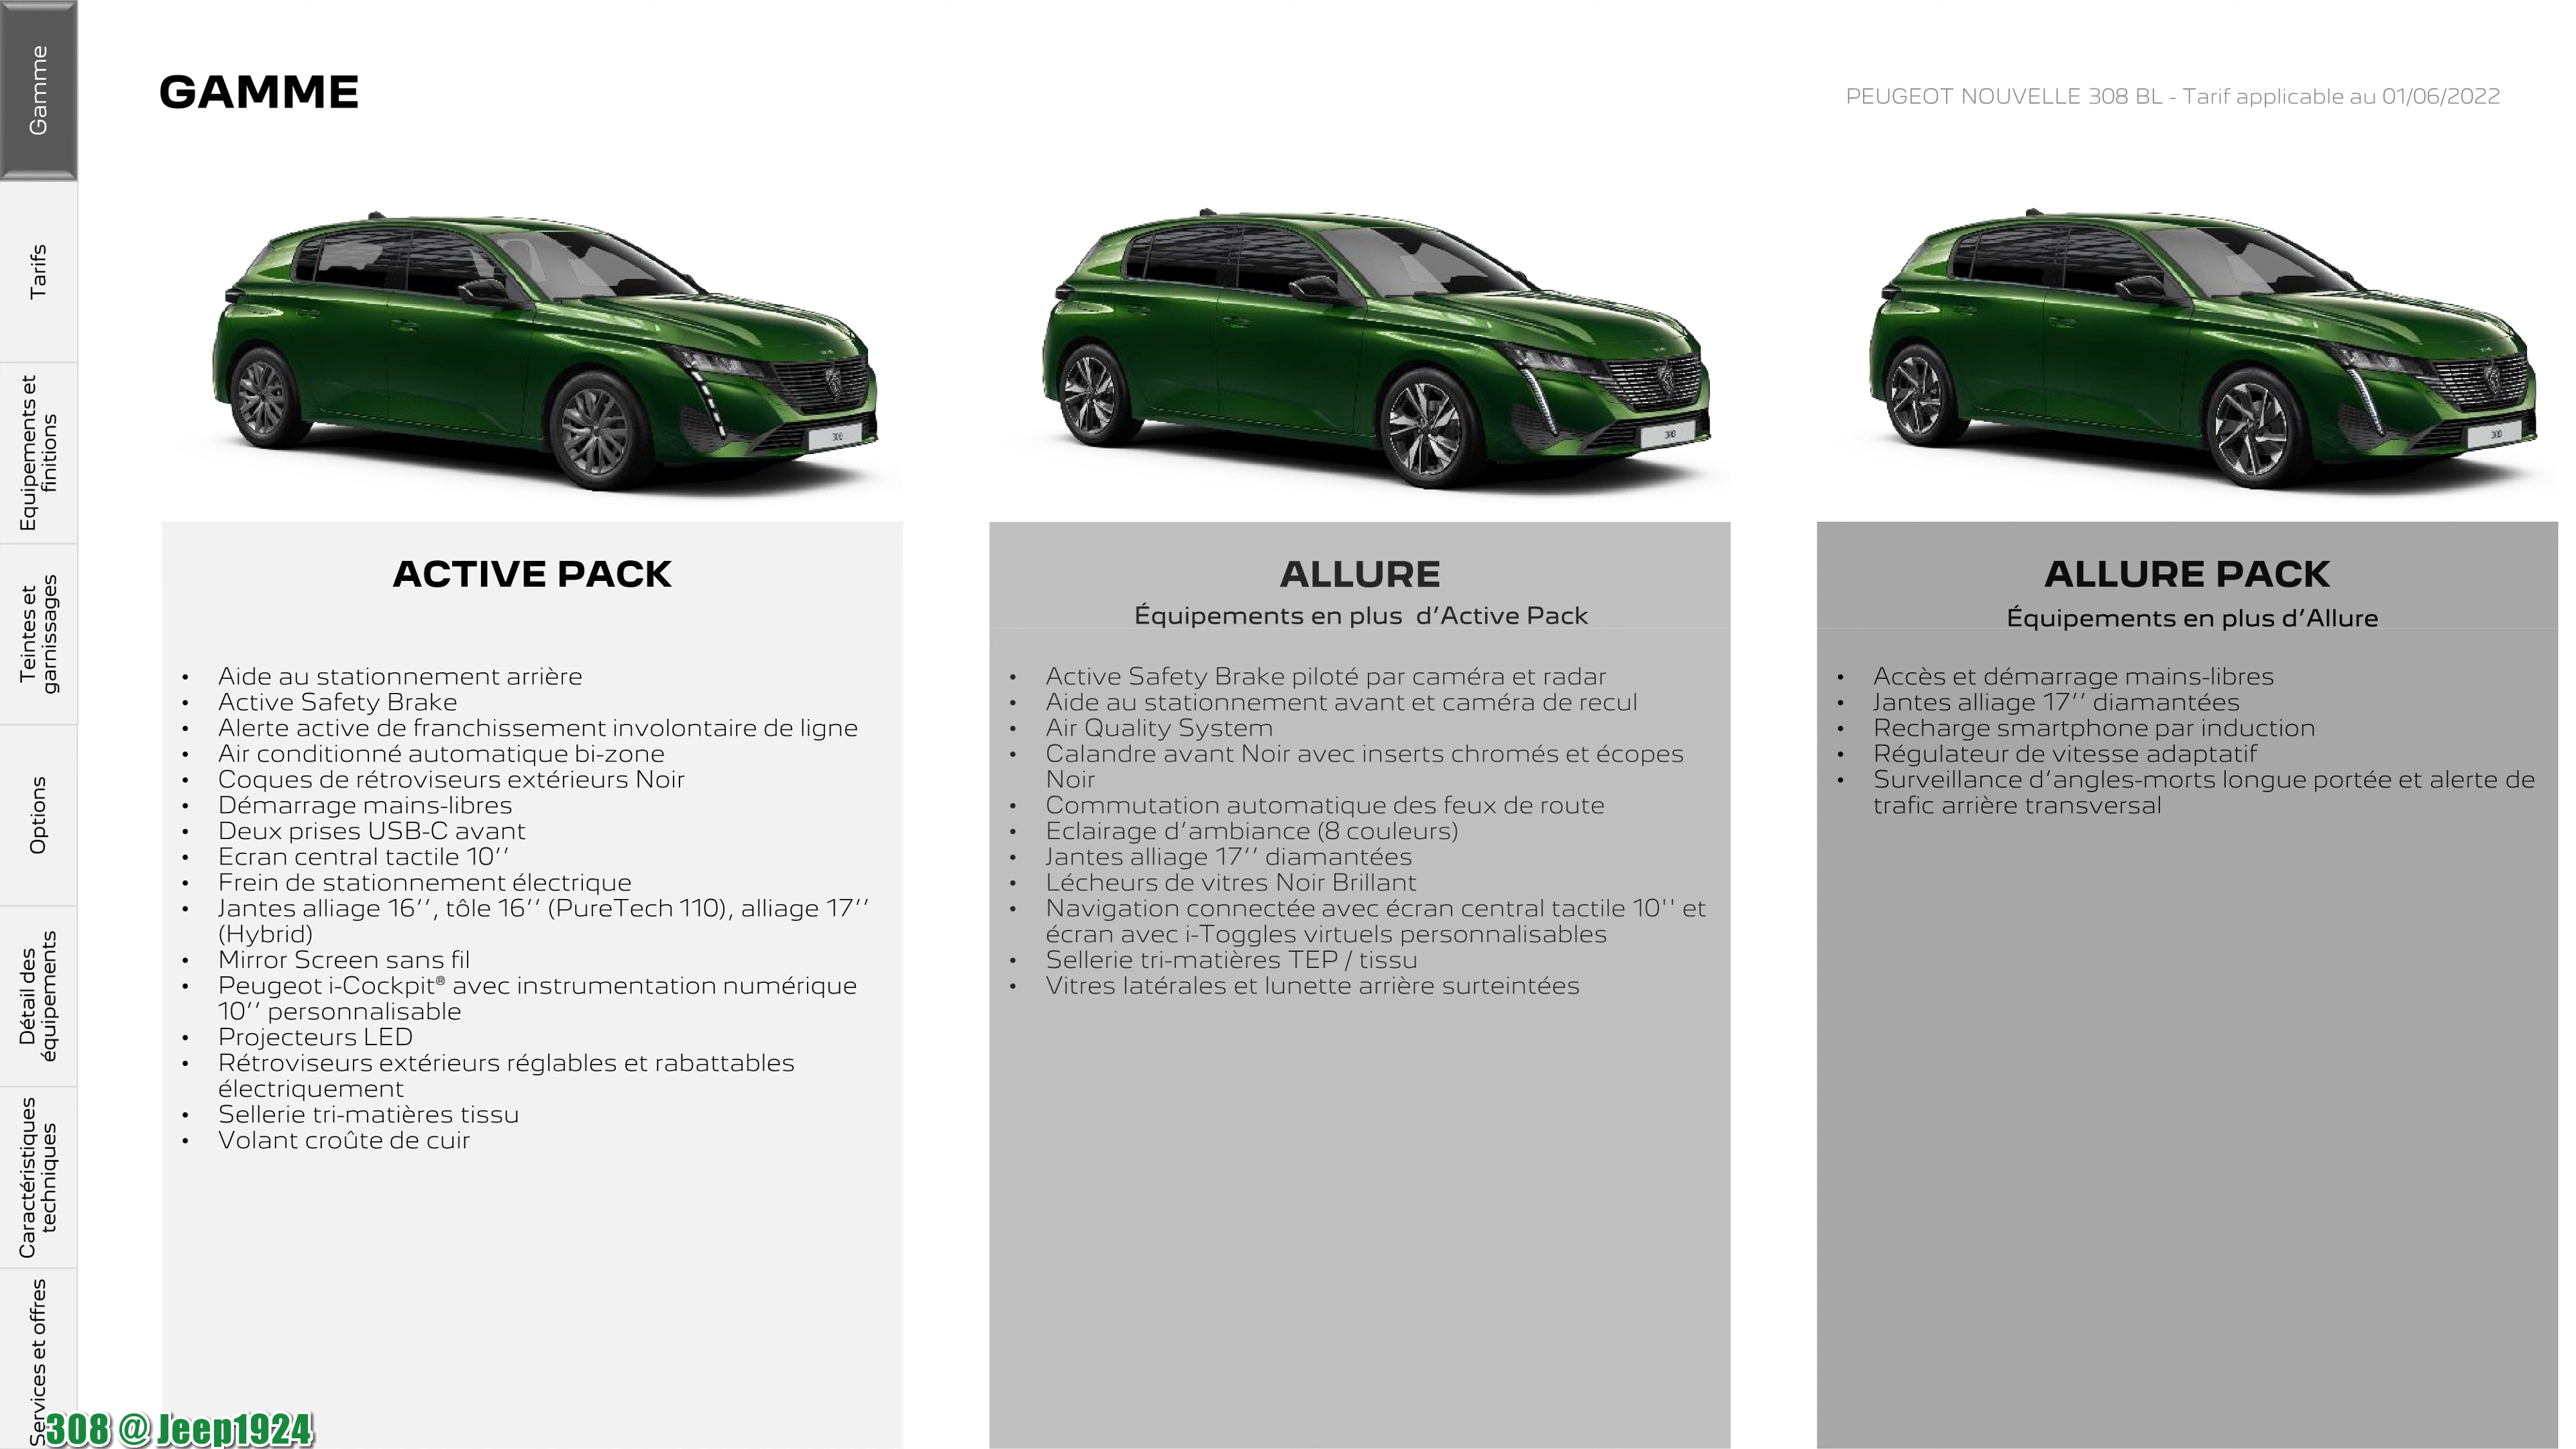 Gamme
Tarifs
Equipements et
finitions
Teintes et
garnissages
Options
Détail des
équipements
Caractéristiques
techniques
Services et offres
GAMME
PEUGEOT NOUVELLE 308 BL - Tarif applicable au 01/06/2022
308
308
308
ACTIVE PACK
• Aide au stationnement arrière
• Active Safety Brake
• Alerte active de franchissement involontaire de ligne
• Air conditionné automatique bi-zone
• Coques de rétroviseurs extérieurs Noir
• Démarrage mains-libres
• Deux prises USB-C avant
• Ecran central tactile 10’’
• Frein de stationnement électrique
• Jantes alliage 16’’, tôle 16’’ (PureTech 110), alliage 17’’
(Hybrid)
• Mirror Screen sans fil
• Peugeot i-Cockpit® avec instrumentation numérique
10’’ personnalisable
• Projecteurs LED
• Rétroviseurs extérieurs réglables et rabattables
électriquement
• Sellerie tri-matières tissu
• Volant croûte de cuir
ALLURE
Équipements en plus  d’Active Pack
• Active Safety Brake piloté par caméra et radar
• Aide au stationnement avant et caméra de recul
• Air Quality System
• Calandre avant Noir avec inserts chromés et écopes
Noir
• Commutation automatique des feux de route
• Eclairage d’ambiance (8 couleurs)
• Jantes alliage 17’’ diamantées
• Lécheurs de vitres Noir Brillant
• Navigation connectée avec écran central tactile 10'' et
écran avec i-Toggles virtuels personnalisables
• Sellerie tri-matières TEP / tissu
• Vitres latérales et lunette arrière surteintées
ALLURE PACK
Équipements en plus d’Allure
• Accès et démarrage mains-libres
• Jantes alliage 17’’ diamantées
• Recharge smartphone par induction
• Régulateur de vitesse adaptatif
• Surveillance d’angles-morts longue portée et alerte de
trafic arrière transversal
308 @ Jeep1924